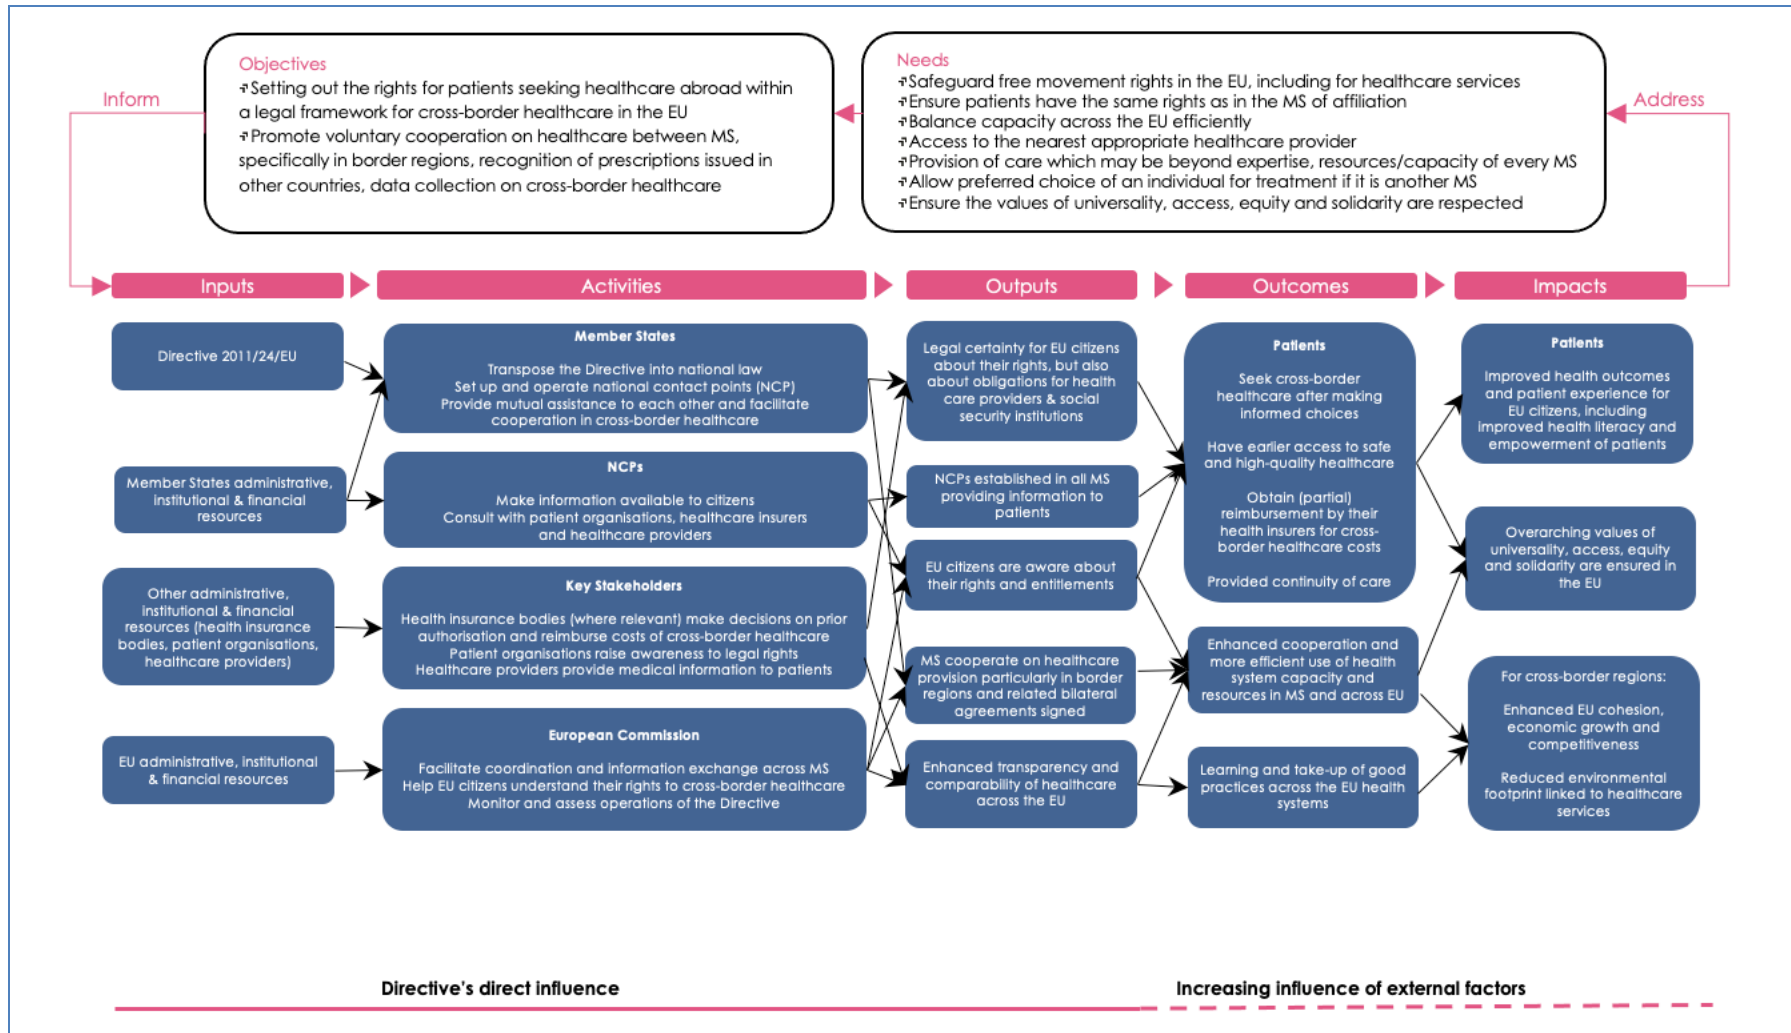 Objectives
Setting out the rights for patients seeking healthcare abroad within
a legal framework for cross-border healthcare in the EU
Promote voluntary cooperation on healthcare between MS,
specifically in border regions, recognition of prescriptions issued in
other countries, data collection on cross-border healthcare
Needs
Safeguard free movement rights in the EU, including for healthcare services
Ensure patients have the same rights as in the MS of affiliation
Balance capacity across the EU efficiently
Access to the nearest appropriate healthcare provider
Provision of care which may be beyond expertise, resources/capacity of every MS
Allow preferred choice of an individual for treatment if it is another MS
Ensure the values of universality, access, equity and solidarity are respected
Inform
Address
Inputs
Activities
Outputs
Outcomes
Impacts
Directive 2011/24/EU
Member States administrative,
institutional & financial
resources
Other administrative,
institutional & financial
resources (health insurance
bodies, patient organisations,
healthcare providers)
EU administrative, institutional
& financial resources
Member States
Transpose the Directive into national law
Set up and operate national contact points (NCP)
Provide mutual assistance to each other and facilitate
cooperation in cross-border healthcare
NCPs
Make information available to citizens
Consult with patient organisations, healthcare insurers
and healthcare providers
Key Stakeholders
Health insurance bodies (where relevant) make decisions on prior
authorisation and reimburse costs of cross-border healthcare
Patient organisations raise awareness to legal rights
Healthcare providers provide medical information to patients
European Commission
Facilitate coordination and information exchange across MS
Help EU citizens understand their rights to cross-border healthcare
Monitor and assess operations of the Directive
Legal certainty for EU citizens
about their rights, but also
about obligations for health
care providers & social
security institutions
NCPs established in all MS
providing information to
patients
EU citizens are aware about
their rights and entitlements
MS cooperate on healthcare
provision particularly in border
regions and related bilateral
agreements signed
Enhanced transparency and
comparability of healthcare
across the EU
Patients
Seek cross-border
healthcare after making
informed choices
Have earlier access to safe
and high-quality healthcare
Obtain (partial)
reimbursement by their
health insurers for cross-
border healthcare costs
Provided continuity of care
Enhanced cooperation and
more efficient use of health
system capacity and
resources in MS and across EU
Learning and take-up of good
practices across the EU health
systems
Patients
Improved health outcomes
and patient experience for
EU citizens, including
improved health literacy and
empowerment of patients
Overarching values of
universality, access, equity
and solidarity are ensured in
the EU
For cross-border regions:
Enhanced EU cohesion,
economic growth and
competitiveness
Reduced environmental
footprint linked to healthcare
services
Directive's direct influence
Increasing influence of external factors